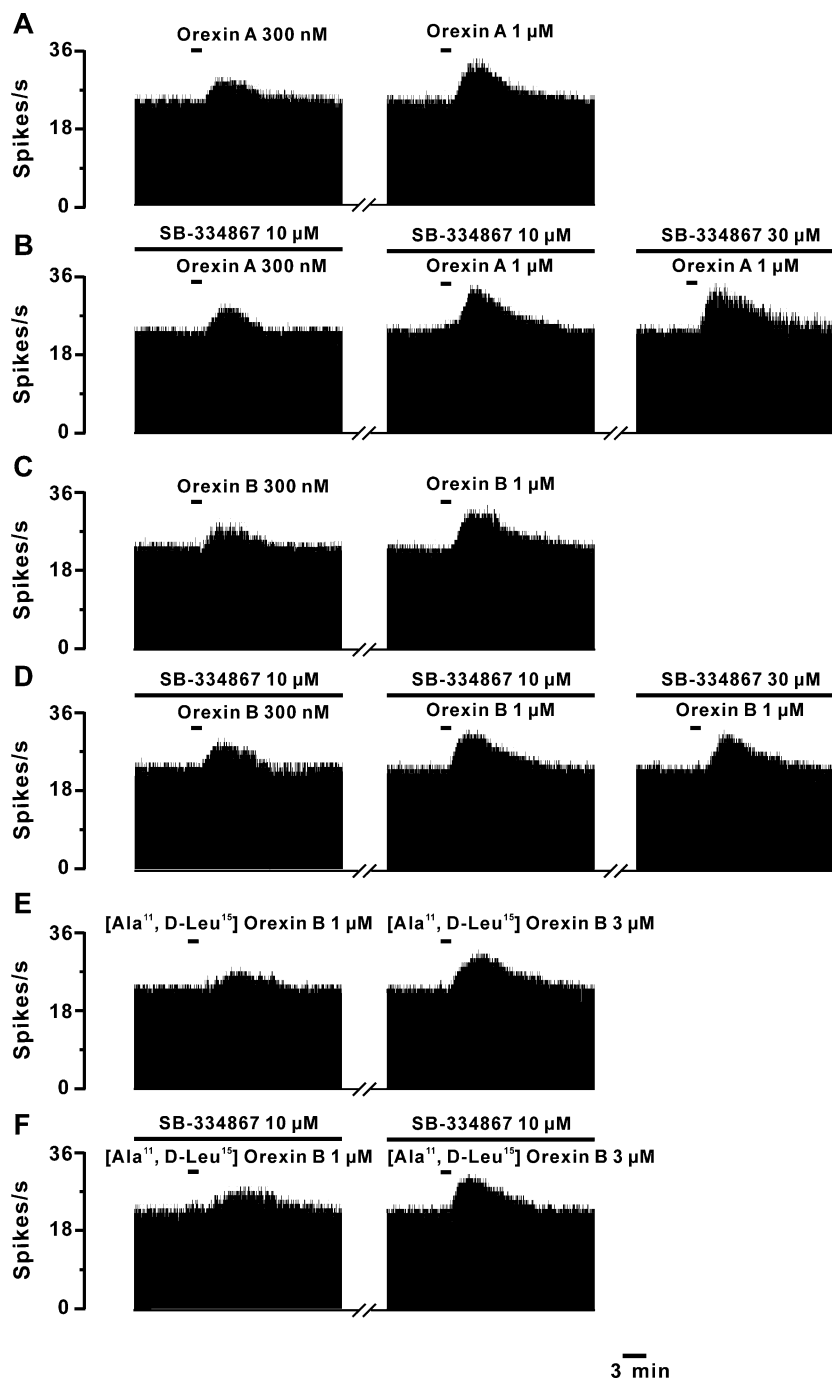 A
Orexin A 300 nM
Orexin A 1 µM
36
18
0
Spikes/s
B
SB-334867 10 µM
SB-334867 10 µM
SB-334867 30 µM
Orexin A 300 nM
Orexin A 1 µM
Orexin A 1 µM
36
18
0
Spikes/s
C
Orexin B 300 nM
Orexin B 1 µM
36
18
0
Spikes/s
D
SB-334867 10 µM
SB-334867 10 µM
SB-334867 30 µM
Orexin B 300 nM
Orexin B 1 µM
Orexin B 1 µM
36
18
0
Spikes/s
E
[Ala¹¹, D-Leu¹⁵] Orexin B 1 µM
[Ala¹¹, D-Leu¹⁵] Orexin B 3 µM
36
18
0
Spikes/s
F
SB-334867 10 µM
SB-334867 10 µM
[Ala¹¹, D-Leu¹⁵] Orexin B 1 µM
[Ala¹¹, D-Leu¹⁵] Orexin B 3 µM
36
18
0
Spikes/s
3 min